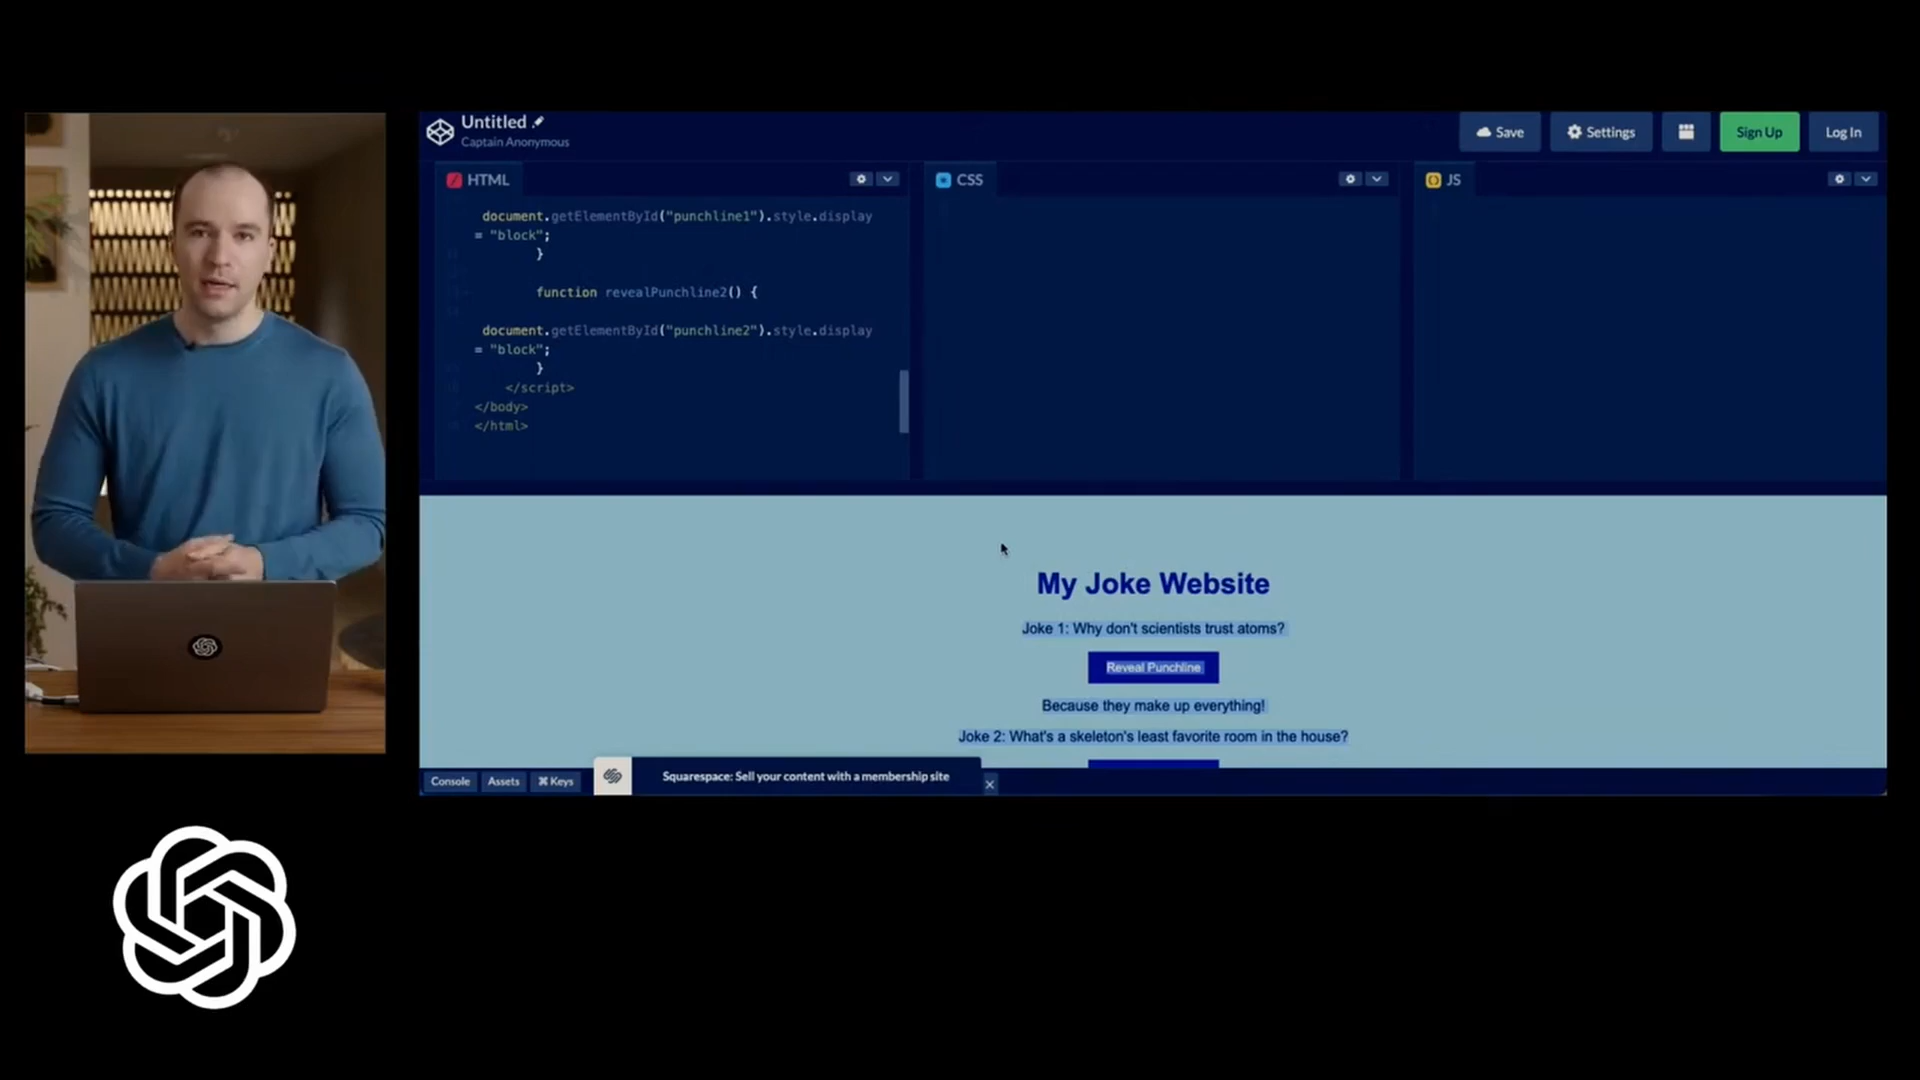 Untitled
Captain Anonymous
Save
Settings
Sign Up
Log In
HTML
CSS
JS
document.getElementById("punchline1").style.display
= "block";
}
function revealPunchline2() {
document.getElementById("punchline2").style.display
= "block";
}
</script>
</body>
</html>
My Joke Website
Joke 1: Why don't scientists trust atoms?
Reveal Punchline
Because they make up everything!
Joke 2: What's a skeleton's least favorite room in the house?
Console
Assets
⌘ Keys
Squarespace: Sell your content with a membership site